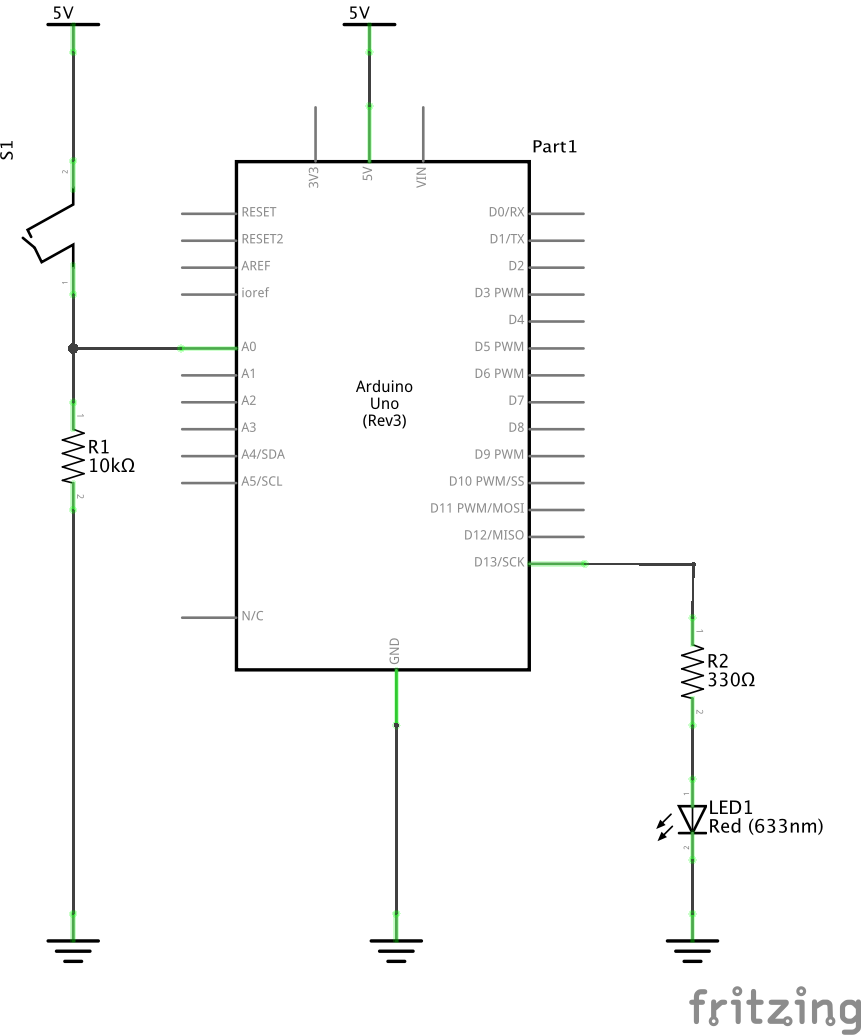 5V
5V
S1
2
1
Part1
3V3
5V
VIN
RESET
RESET2
AREF
ioref
A0
A1
A2
A3
A4/SDA
A5/SCL
N/C
Arduino
Uno
(Rev3)
D0/RX
D1/TX
D2
D3 PWM
D4
D5 PWM
D6 PWM
D7
D8
D9 PWM
D10 PWM/SS
D11 PWM/MOSI
D12/MISO
D13/SCK
GND
1
R1
10kΩ
2
1
R2
330Ω
2
1
LED1
Red (633nm)
2
fritzing